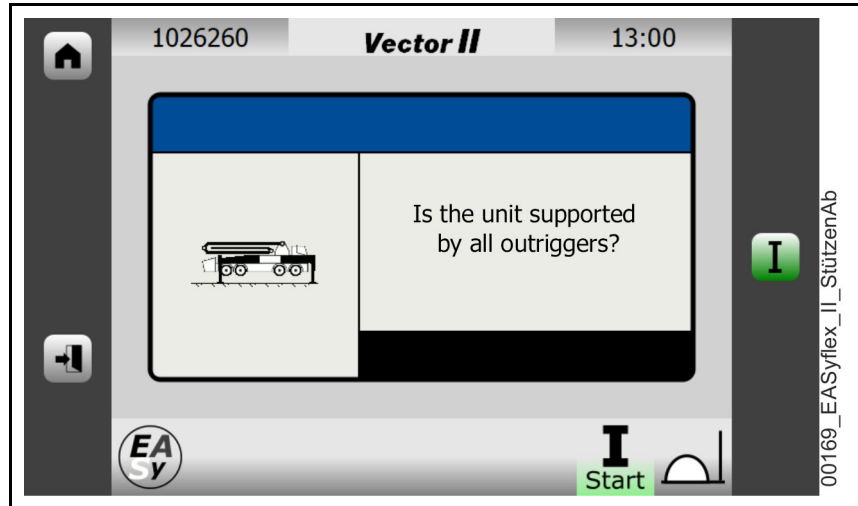 1026260
Vector II
13:00
Is the unit supported
by all outriggers?
I
EA
Sy
I
Start
00169_EASyflex_II_StützenAb